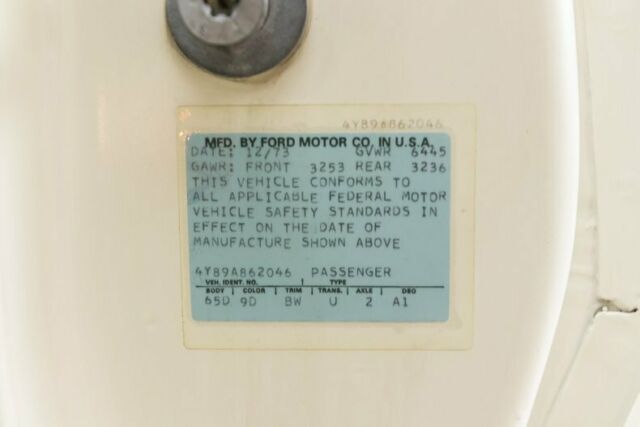 4Y89A862046
MFD. BY FORD MOTOR CO. IN U.S.A.
DATE: 12/73 GVWR 6445
GAWR: FRONT 3253 REAR 3236
THIS VEHICLE CONFORMS TO
ALL APPLICABLE FEDERAL MOTOR
VEHICLE SAFETY STANDARDS IN
EFFECT ON THE DATE OF
MANUFACTURE SHOWN ABOVE
4Y89A862046 PASSENGER
VEH. IDENT. NO. TYPE
BODY COLOR TRIM TRANS. AXLE DSO
65D 9D BW U 2 A1